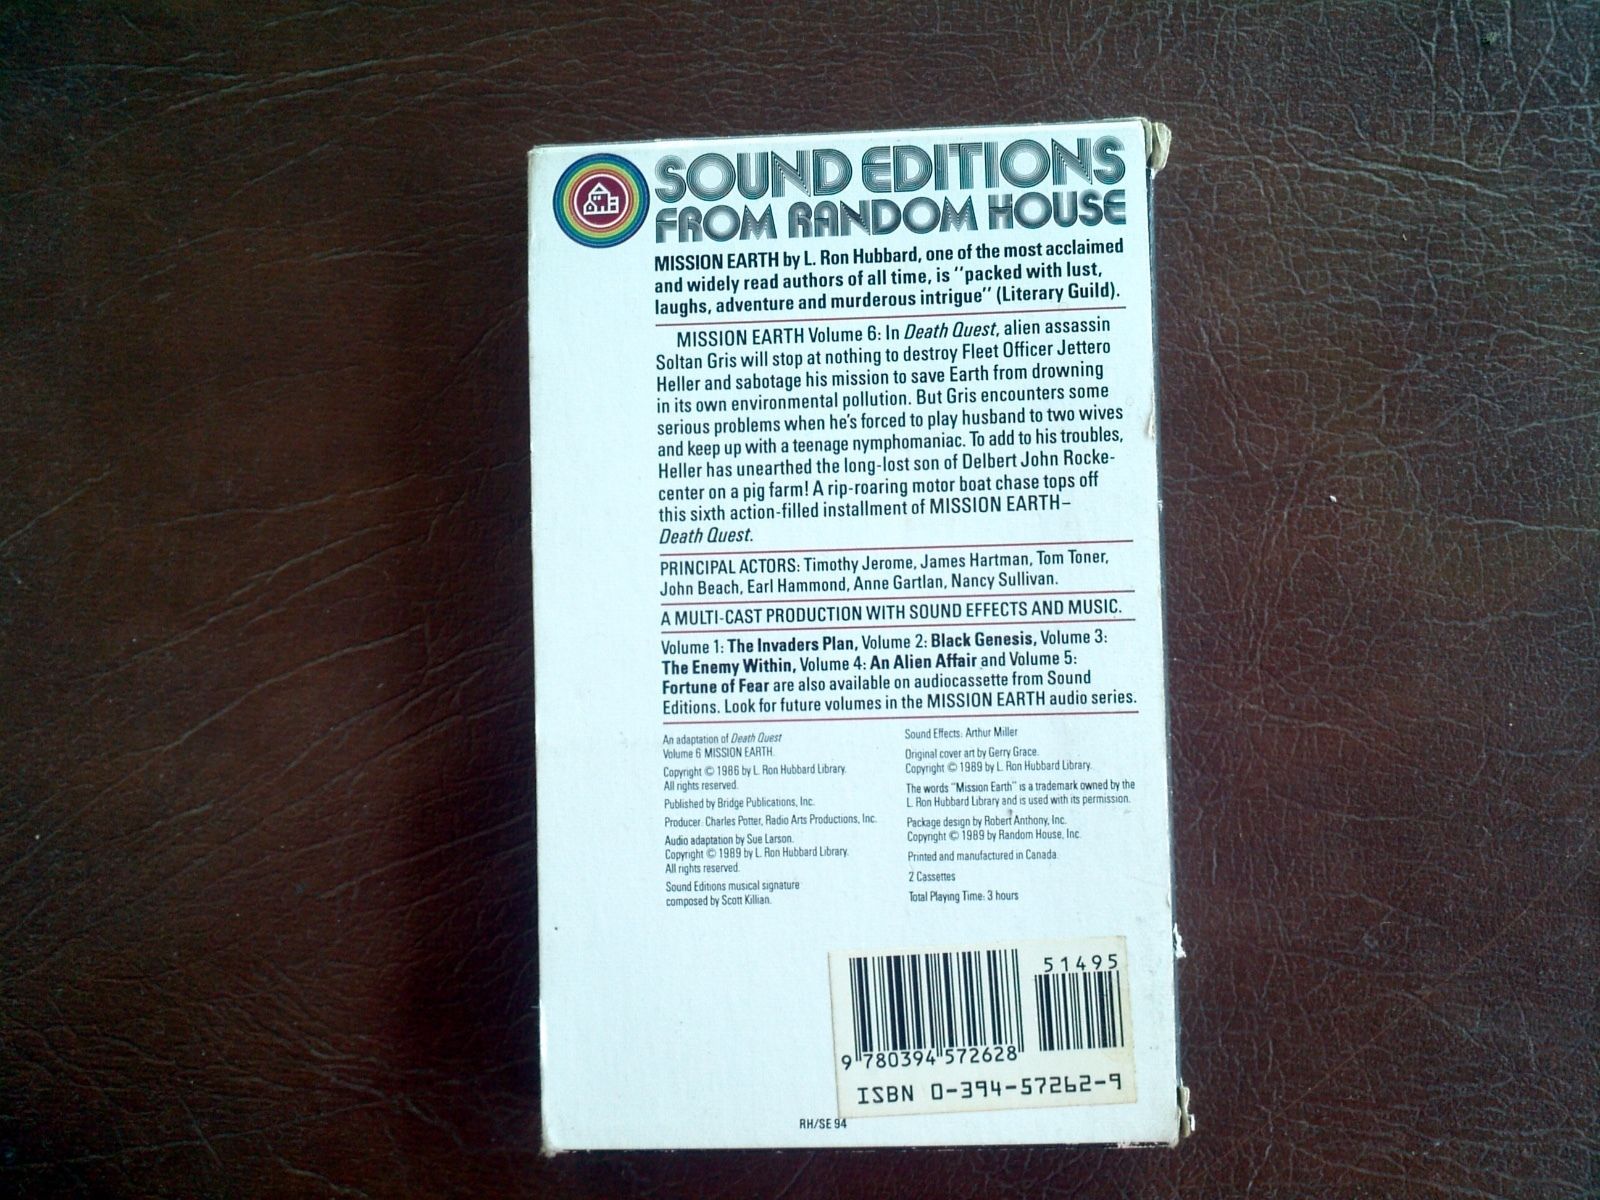 SOUND EDITIONS
FROM RANDOM HOUSE
MISSION EARTH by L. Ron Hubbard, one of the most acclaimed
and widely read authors of all time, is "packed with lust,
laughs, adventure and murderous intrigue" (Literary Guild).
MISSION EARTH Volume 6: In Death Quest, alien assassin
Soltan Gris will stop at nothing to destroy Fleet Officer Jettero
Heller and sabotage his mission to save Earth from drowning
in its own environmental pollution. But Gris encounters some
serious problems when he's forced to play husband to two wives
and keep up with a teenage nymphomaniac. To add to his troubles,
Heller has unearthed the long-lost son of Delbert John Rocke-
center on a pig farm! A rip-roaring motor boat chase tops off
this sixth action-filled installment of MISSION EARTH–
Death Quest.
PRINCIPAL ACTORS: Timothy Jerome, James Hartman, Tom Toner,
John Beach, Earl Hammond, Anne Gartlan, Nancy Sullivan.
A MULTI-CAST PRODUCTION WITH SOUND EFFECTS AND MUSIC.
Volume 1: The Invaders Plan, Volume 2: Black Genesis, Volume 3:
The Enemy Within, Volume 4: An Alien Affair and Volume 5:
Fortune of Fear are also available on audiocassette from Sound
Editions. Look for future volumes in the MISSION EARTH audio series.
An adaptation of Death Quest
Volume 6 MISSION EARTH.
Copyright © 1986 by L. Ron Hubbard Library.
All rights reserved.
Published by Bridge Publications, Inc.
Producer: Charles Potter, Radio Arts Productions, Inc.
Audio adaptation by Sue Larson.
Copyright © 1989 by L. Ron Hubbard Library.
All rights reserved.
Sound Editions musical signature
composed by Scott Killian.
Sound Effects: Arthur Miller
Original cover art by Gerry Grace.
Copyright © 1989 by L. Ron Hubbard Library.
The words "Mission Earth" is a trademark owned by the
L. Ron Hubbard Library and is used with its permission.
Package design by Robert Anthony, Inc.
Copyright © 1989 by Random House, Inc.
Printed and manufactured in Canada.
2 Cassettes
Total Playing Time: 3 hours
51495
9 780394 572628
ISBN 0-394-57262-9
RH/SE 94